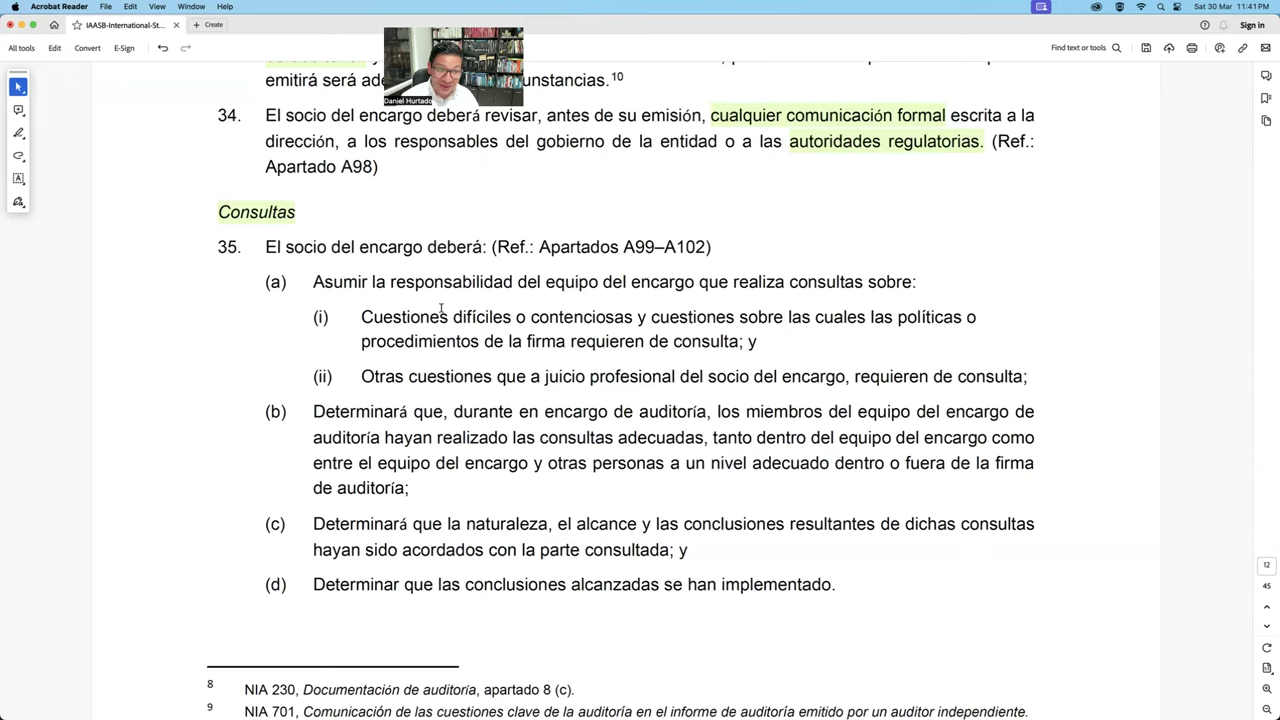 Acrobat Reader File Edit View Window Help Sat 30 Mar 11:41 PM
IAASB-International-St... Create Sign in
All tools Edit Convert E-Sign Find text or tools
emitirá será unstancias.10
Daniel Hurtado
34. El socio del encargo deberá revisar, antes de su emisión, cualquier comunicación formal escrita a la
dirección, a los responsables del gobierno de la entidad o a las autoridades regulatorias. (Ref.:
Apartado A98)
Consultas
35. El socio del encargo deberá: (Ref.: Apartados A99–A102)
(a) Asumir la responsabilidad del equipo del encargo que realiza consultas sobre:
(i) Cuestiones difíciles o contenciosas y cuestiones sobre las cuales las políticas o
procedimientos de la firma requieren de consulta; y
(ii) Otras cuestiones que a juicio profesional del socio del encargo, requieren de consulta;
(b) Determinará que, durante en encargo de auditoría, los miembros del equipo del encargo de
auditoría hayan realizado las consultas adecuadas, tanto dentro del equipo del encargo como
entre el equipo del encargo y otras personas a un nivel adecuado dentro o fuera de la firma
de auditoría;
(c) Determinará que la naturaleza, el alcance y las conclusiones resultantes de dichas consultas
hayan sido acordados con la parte consultada; y
(d) Determinar que las conclusiones alcanzadas se han implementado.
12
45
8 NIA 230, Documentación de auditoría, apartado 8 (c).
9 NIA 701, Comunicación de las cuestiones clave de la auditoría en el informe de auditoría emitido por un auditor independiente.